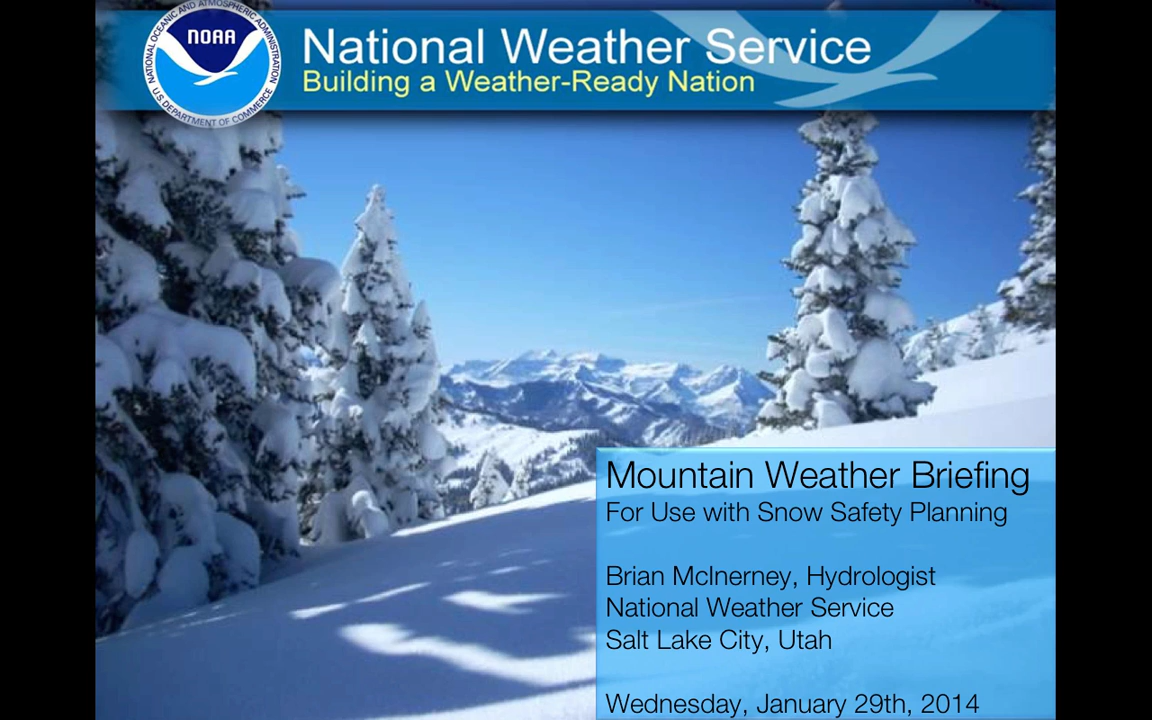 NATIONAL OCEANIC AND ATMOSPHERIC ADMINISTRATION
NOAA
U.S. DEPARTMENT OF COMMERCE
National Weather Service
Building a Weather-Ready Nation
Mountain Weather Briefing
For Use with Snow Safety Planning
Brian McInerney, Hydrologist
National Weather Service
Salt Lake City, Utah
Wednesday, January 29th, 2014